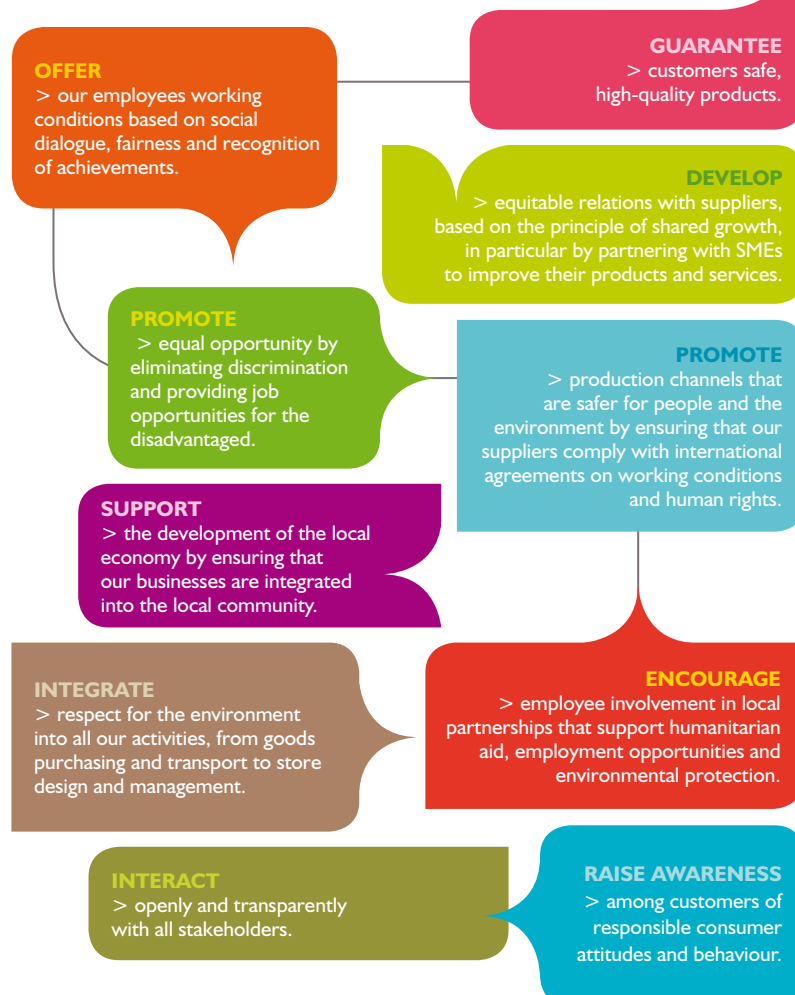 OFFER
> our employees working
conditions based on social
dialogue, fairness and recognition
of achievements.
GUARANTEE
> customers safe,
high-quality products.
DEVELOP
> equitable relations with suppliers,
based on the principle of shared growth,
in particular by partnering with SMEs
to improve their products and services.
PROMOTE
> equal opportunity by
eliminating discrimination
and providing job
opportunities for the
disadvantaged.
PROMOTE
> production channels that
are safer for people and the
environment by ensuring that our
suppliers comply with international
agreements on working conditions
and human rights.
SUPPORT
> the development of the local
economy by ensuring that
our businesses are integrated
into the local community.
INTEGRATE
> respect for the environment
into all our activities, from goods
purchasing and transport to store
design and management.
ENCOURAGE
> employee involvement in local
partnerships that support humanitarian
aid, employment opportunities and
environmental protection.
INTERACT
> openly and transparently
with all stakeholders.
RAISE AWARENESS
> among customers of
responsible consumer
attitudes and behaviour.